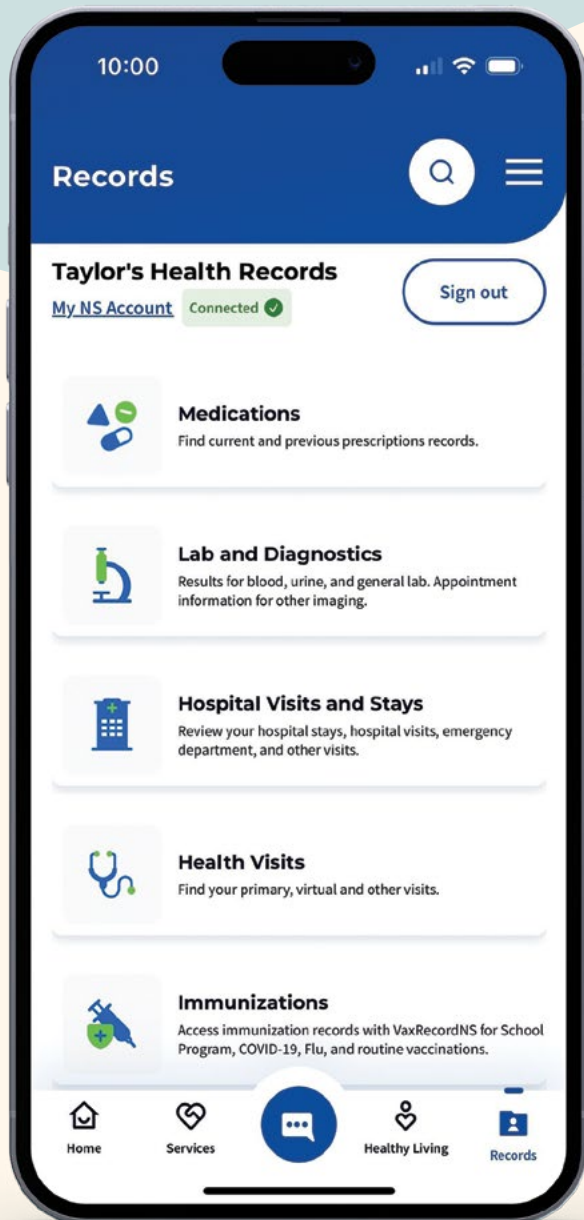 10:00
Records
Taylor's Health Records
Sign out
My NS Account
Connected
Medications
Find current and previous prescriptions records.
Lab and Diagnostics
Results for blood, urine, and general lab. Appointment
information for other imaging.
Hospital Visits and Stays
Review your hospital stays, hospital visits, emergency
department, and other visits.
Health Visits
Find your primary, virtual and other visits.
Immunizations
Access immunization records with VaxRecordNS for School
Program, COVID-19, Flu, and routine vaccinations.
Home
Services
Healthy Living
Records